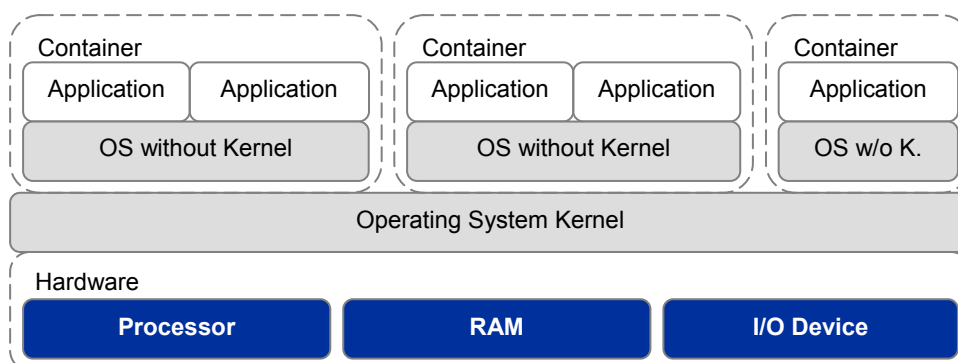 Container Container Container
Application Application Application Application Application
OS without Kernel OS without Kernel OS w/o K.
Operating System Kernel
Hardware
Processor RAM I/O Device